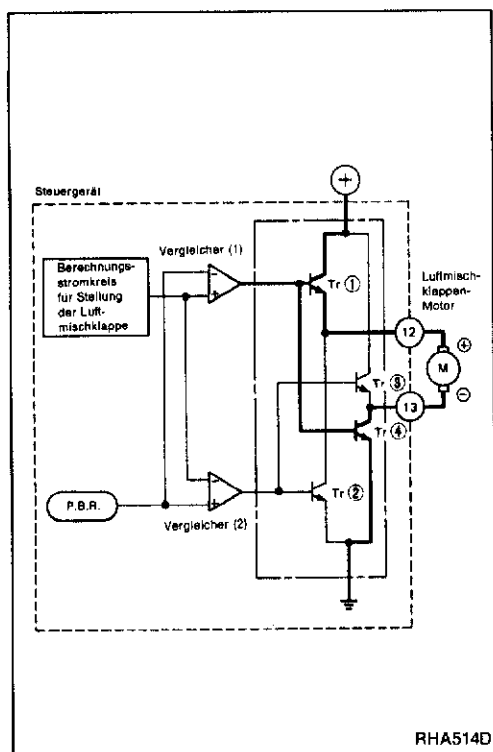 Steuergerät
Vergleicher (1)
Berechnungs-
stromkreis
für Stellung
der Luft-
mischklappe
Tr ①
Luftmisch-
klappen-
Motor
12
⊕
M
Tr ③
13
⊖
Tr ④
P.B.R.
Tr ②
Vergleicher (2)
RHA514D